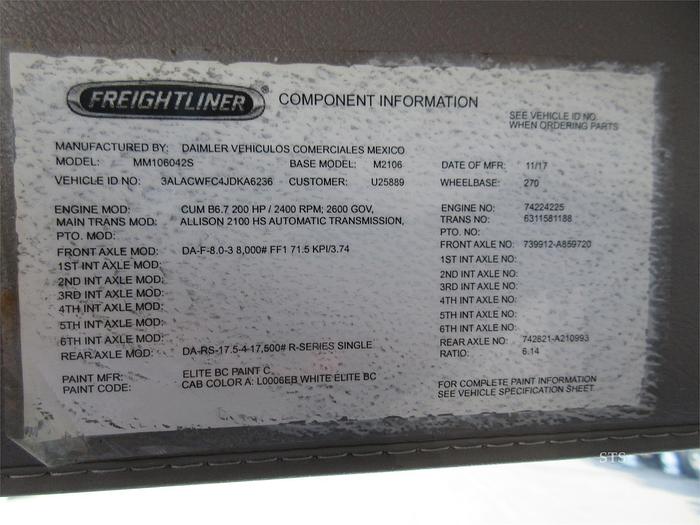 FREIGHTLINER ® COMPONENT INFORMATION
SEE VEHICLE ID NO.
WHEN ORDERING PARTS
MANUFACTURED BY: DAIMLER VEHICULOS COMERCIALES MEXICO
MODEL: MM106042S BASE MODEL: M2106 DATE OF MFR: 11/17
VEHICLE ID NO: 3ALACWFC4JDKA6236 CUSTOMER: U25889 WHEELBASE: 270
ENGINE MOD: CUM B6.7 200 HP / 2400 RPM; 2600 GOV, ENGINE NO: 74224225
MAIN TRANS MOD: ALLISON 2100 HS AUTOMATIC TRANSMISSION, TRANS NO: 6311581188
PTO. MOD: PTO. NO:
FRONT AXLE MOD: DA-F-8.0-3 8,000# FF1 71.5 KPI/3.74 FRONT AXLE NO: 739912-A859720
1ST INT AXLE MOD: 1ST INT AXLE NO:
2ND INT AXLE MOD: 2ND INT AXLE NO:
3RD INT AXLE MOD: 3RD INT AXLE NO:
4TH INT AXLE MOD: 4TH INT AXLE NO:
5TH INT AXLE MOD: 5TH INT AXLE NO:
6TH INT AXLE MOD: 6TH INT AXLE NO:
REAR AXLE MOD: DA-RS-17.5-4 17,500# R-SERIES SINGLE REAR AXLE NO: 742821-A210993
RATIO: 6.14
PAINT MFR: ELITE BC PAINT C
PAINT CODE: CAB COLOR A: L0006EB WHITE ELITE BC
FOR COMPLETE PAINT INFORMATION
SEE VEHICLE SPECIFICATION SHEET.
STS